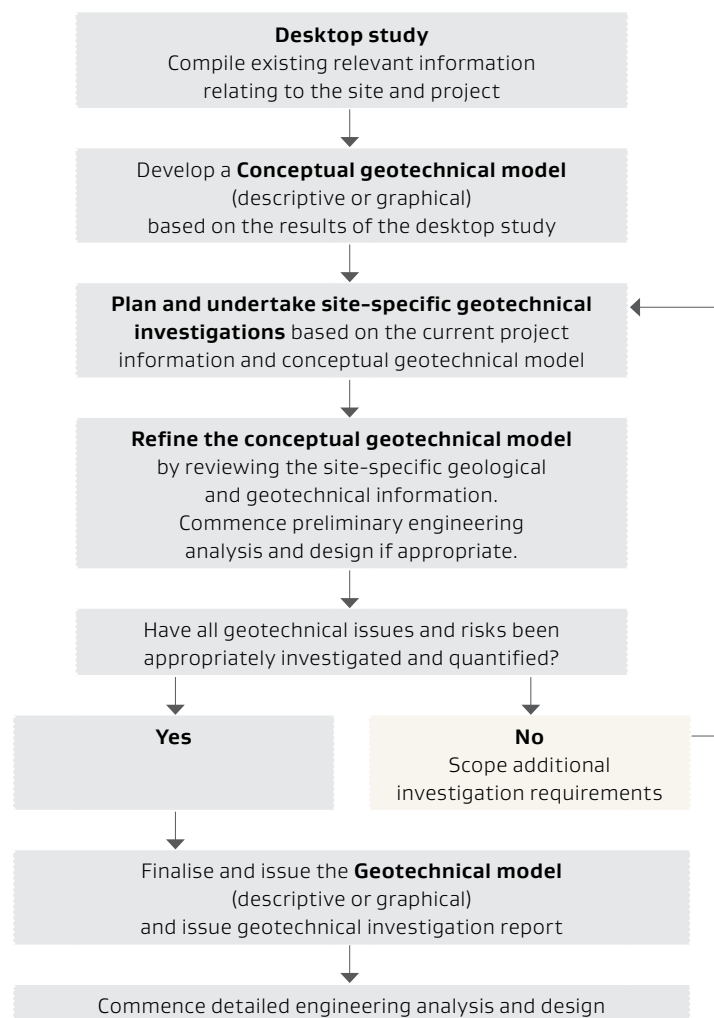 Desktop study
Compile existing relevant information
relating to the site and project
Develop a Conceptual geotechnical model
(descriptive or graphical)
based on the results of the desktop study
Plan and undertake site-specific geotechnical
investigations based on the current project
information and conceptual geotechnical model
Refine the conceptual geotechnical model
by reviewing the site-specific geological
and geotechnical information.
Commence preliminary engineering
analysis and design if appropriate.
Have all geotechnical issues and risks been
appropriately investigated and quantified?
Yes
No
Scope additional
investigation requirements
Finalise and issue the Geotechnical model
(descriptive or graphical)
and issue geotechnical investigation report
Commence detailed engineering analysis and design